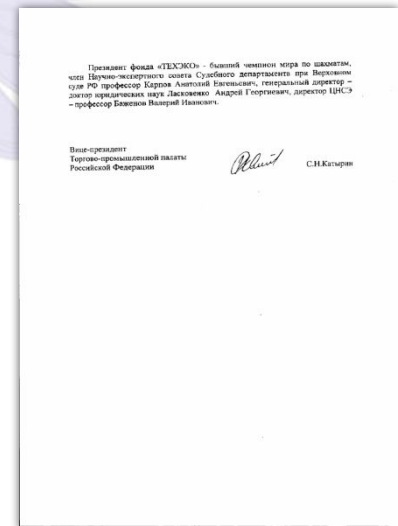 Президент фонда «ТЕХЭКО» - бывший чемпион мира по шахматам,
член Научно-экспертного совета Судебного департамента при Верховном
суде РФ профессор Карпов Анатолий Евгеньевич, генеральный директор –
доктор юридических наук Ласковенко Андрей Георгиевич, директор ЦНСЭ
– профессор Баженов Валерий Иванович.
Вице-президент
Торгово-промышленной палаты
Российской Федерации
С.Н.Катырин